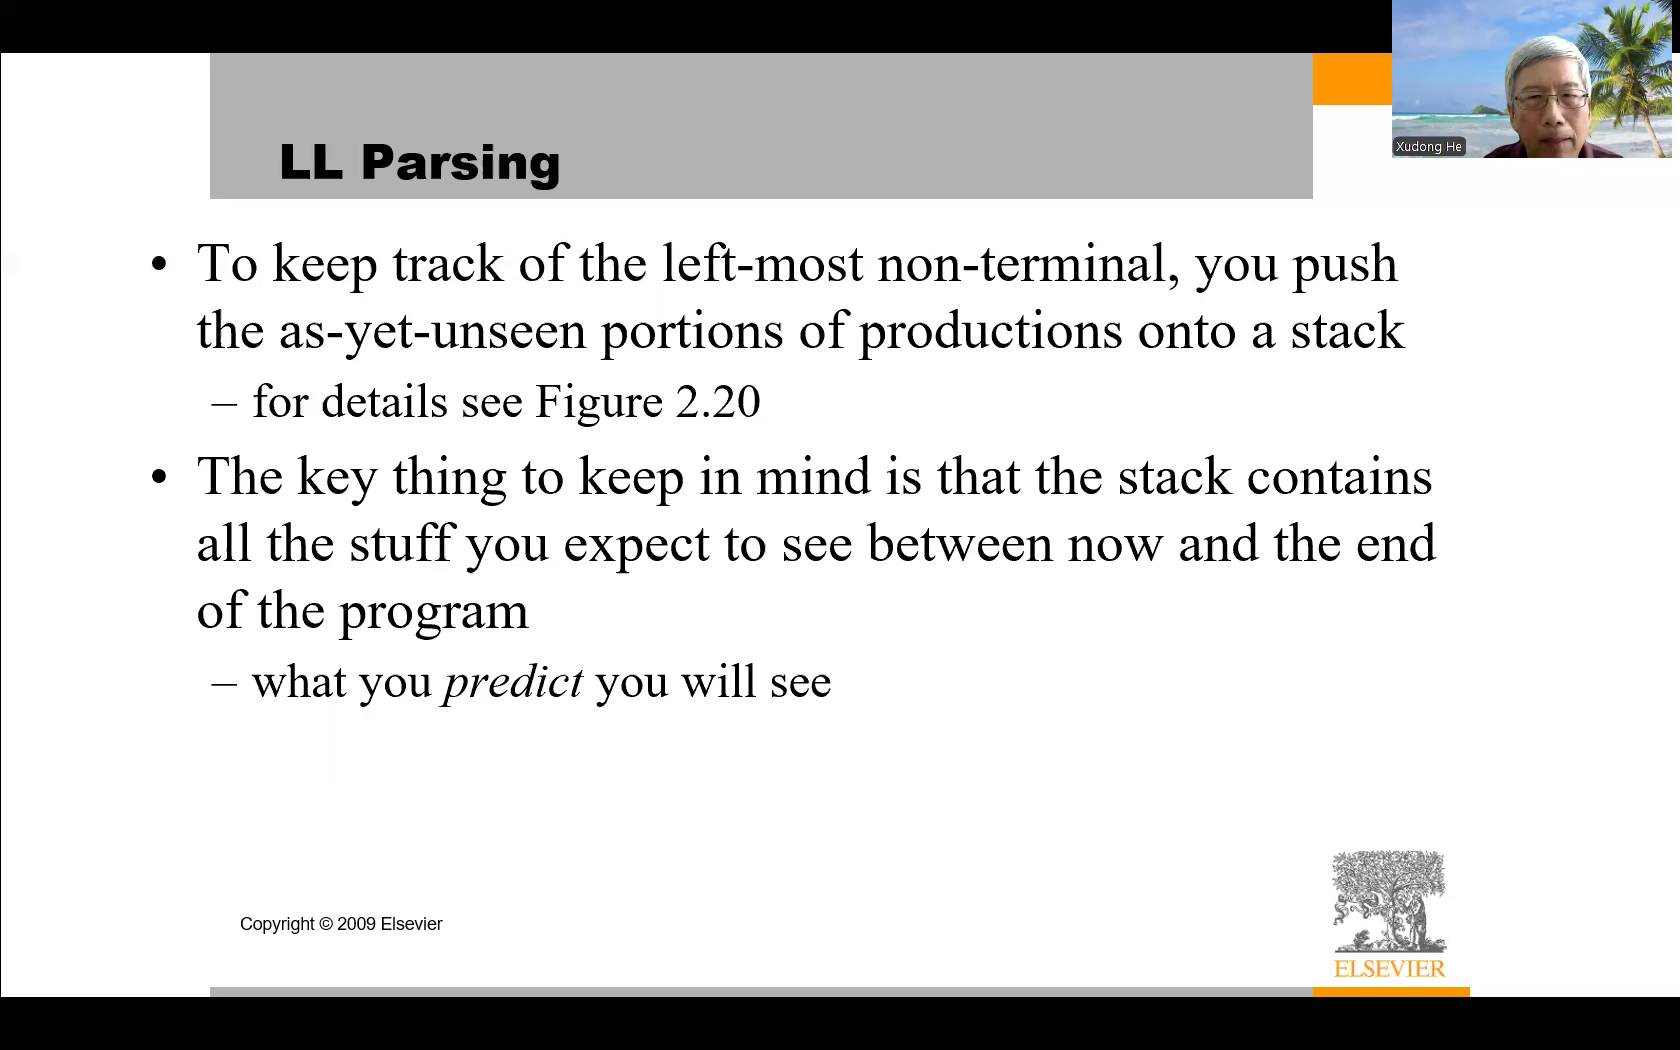 Xudong He
LL Parsing
• To keep track of the left-most non-terminal, you push
the as-yet-unseen portions of productions onto a stack
– for details see Figure 2.20
• The key thing to keep in mind is that the stack contains
all the stuff you expect to see between now and the end
of the program
– what you predict you will see
Copyright © 2009 Elsevier
ELSEVIER